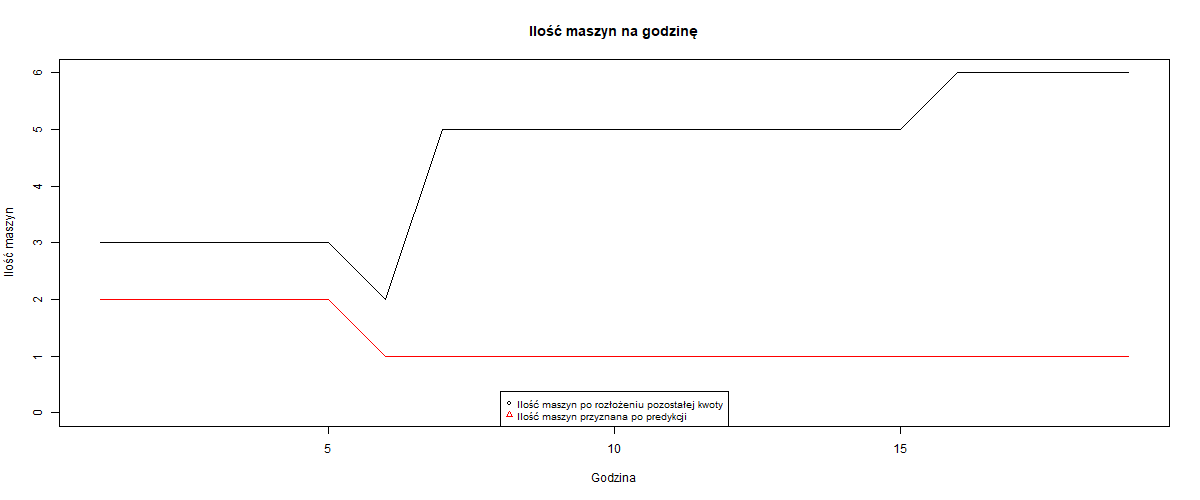 Ilość maszyn na godzinę
Ilość maszyn
6
5
4
3
2
1
0
Ilość maszyn po rozłożeniu pozostałej kwoty
Ilość maszyn przyznana po predykcji
5 10 15
Godzina